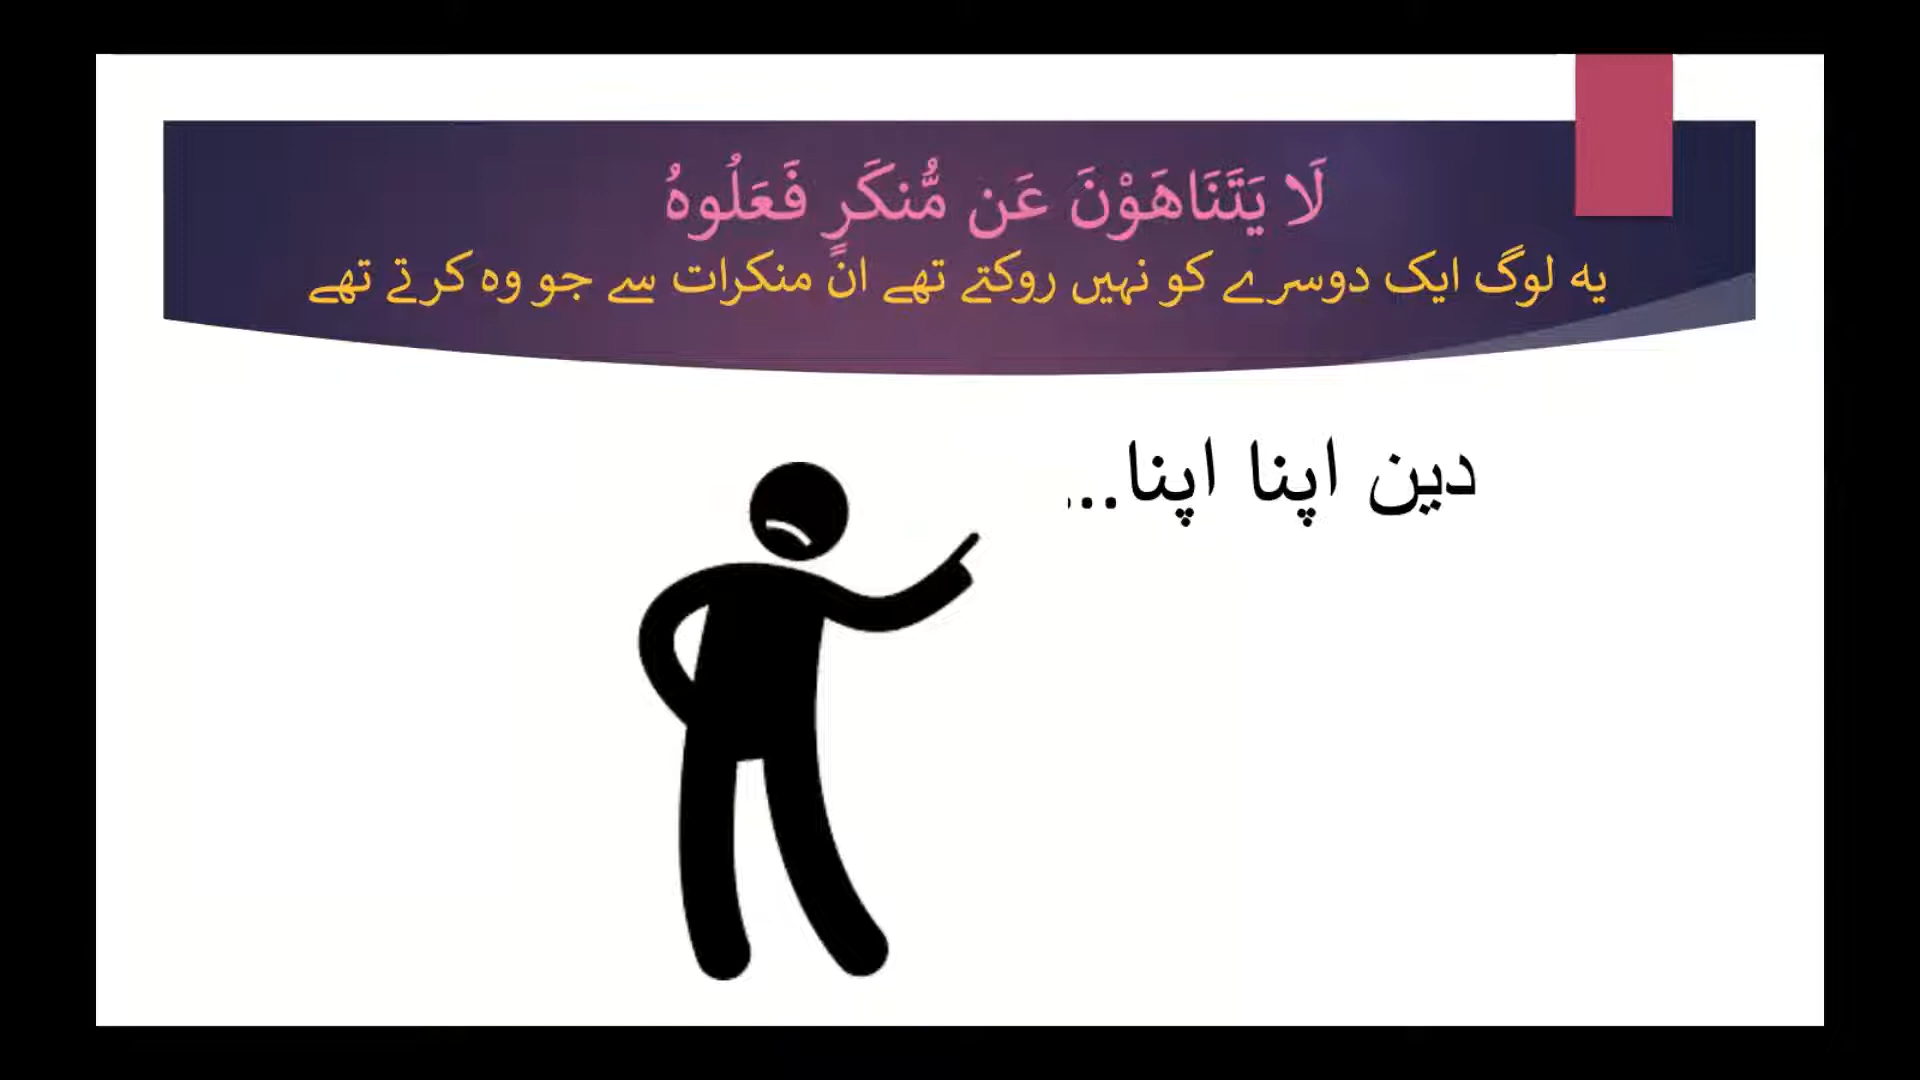 لَا يَتَنَاهَوْنَ عَن مُّنكَرٍ فَعَلُوهُ
یہ لوگ ایک دوسرے کو نہیں روکتے تھے ان منکرات سے جو وہ کرتے تھے
دین اپنا اپنا...